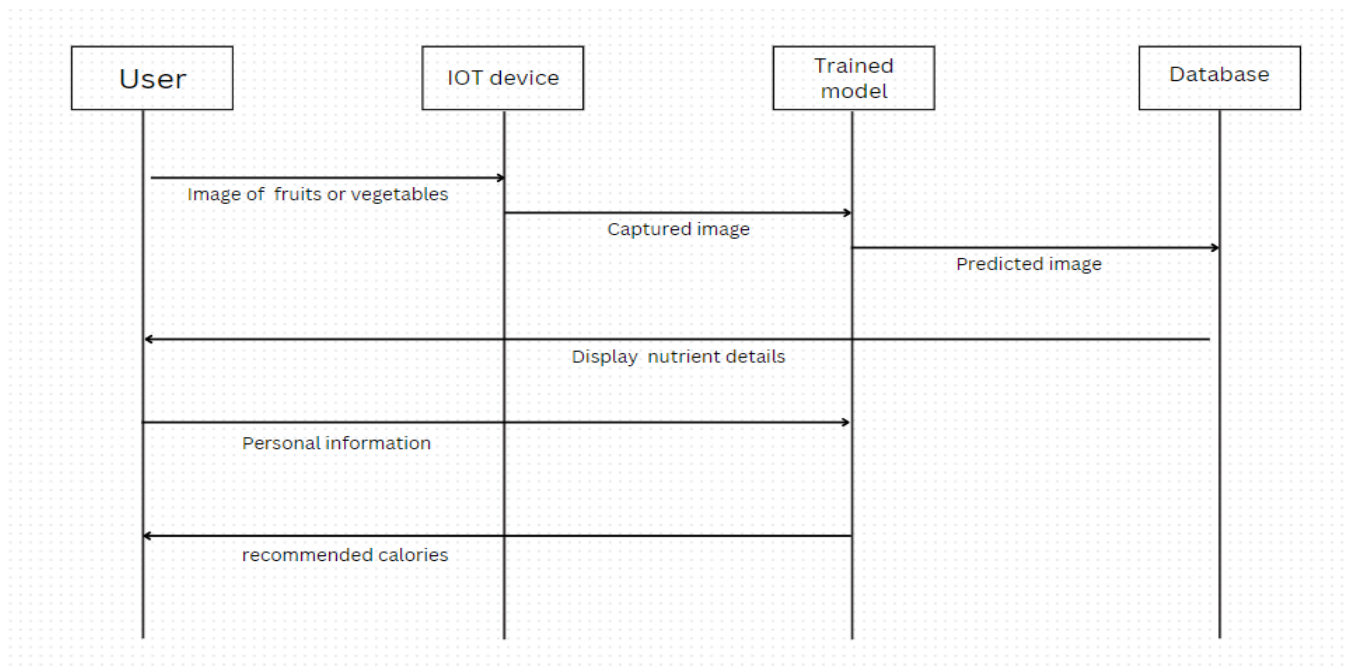 User
IOT device
Trained
model
Database
Image of fruits or vegetables
Captured image
Predicted image
Display nutrient details
Personal information
recommended calories